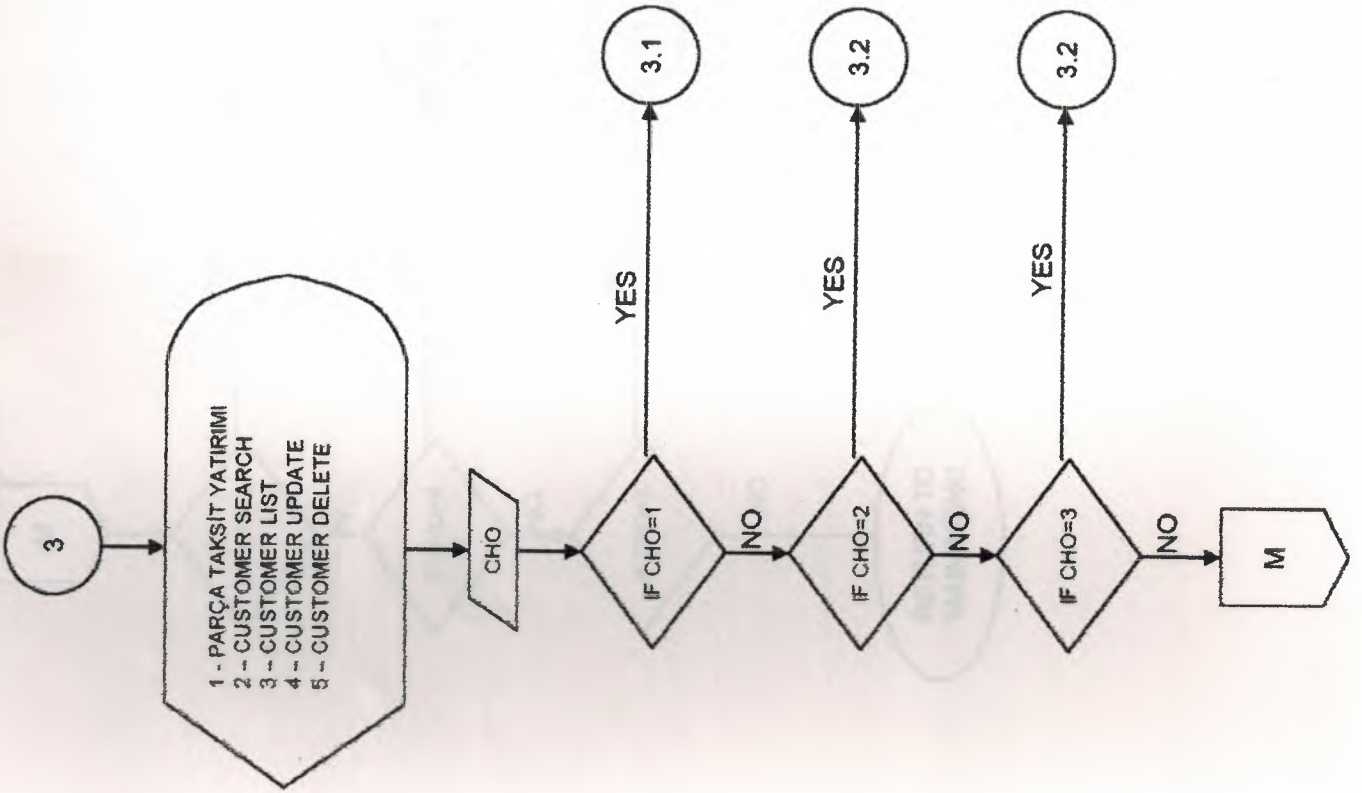 3
1 - PARÇA TAKSİT YATIRIMI
2 -- CUSTOMER SEARCH
3 -- CUSTOMER LIST
4 -- CUSTOMER UPDATE
5 -- CUSTOMER DELETE
CHO
IF CHO=1
YES
3.1
NO
IF CHO=2
YES
3.2
NO
IF CHO=3
YES
3.2
NO
M